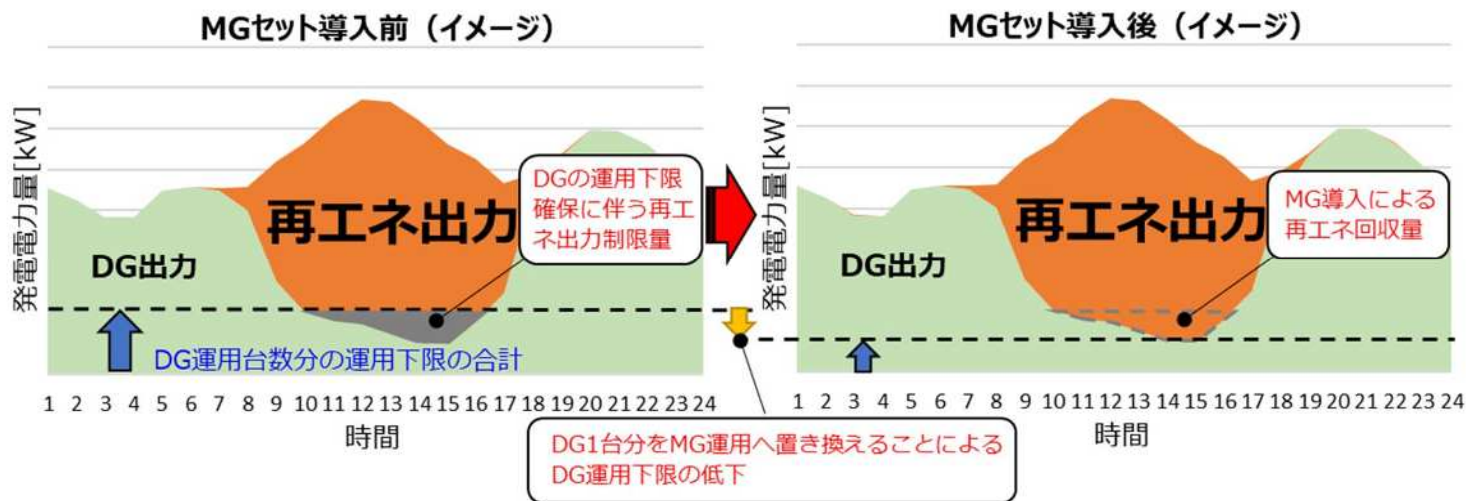 MGセット導入前（イメージ）
発電電力量[kW]
再エネ出力
DG出力
DGの運用下限
確保に伴う再エ
ネ出力制限量
DG運用台数分の運用下限の合計
1 2 3 4 5 6 7 8 9 10 11 12 13 14 15 16 17 18 19 20 21 22 23 24
時間
MGセット導入後（イメージ）
発電電力量[kW]
再エネ出力
DG出力
MG導入による
再エネ回収量
1 2 3 4 5 6 7 8 9 10 11 12 13 14 15 16 17 18 19 20 21 22 23 24
時間
DG1台分をMG運用へ置き換えることによる
DG運用下限の低下